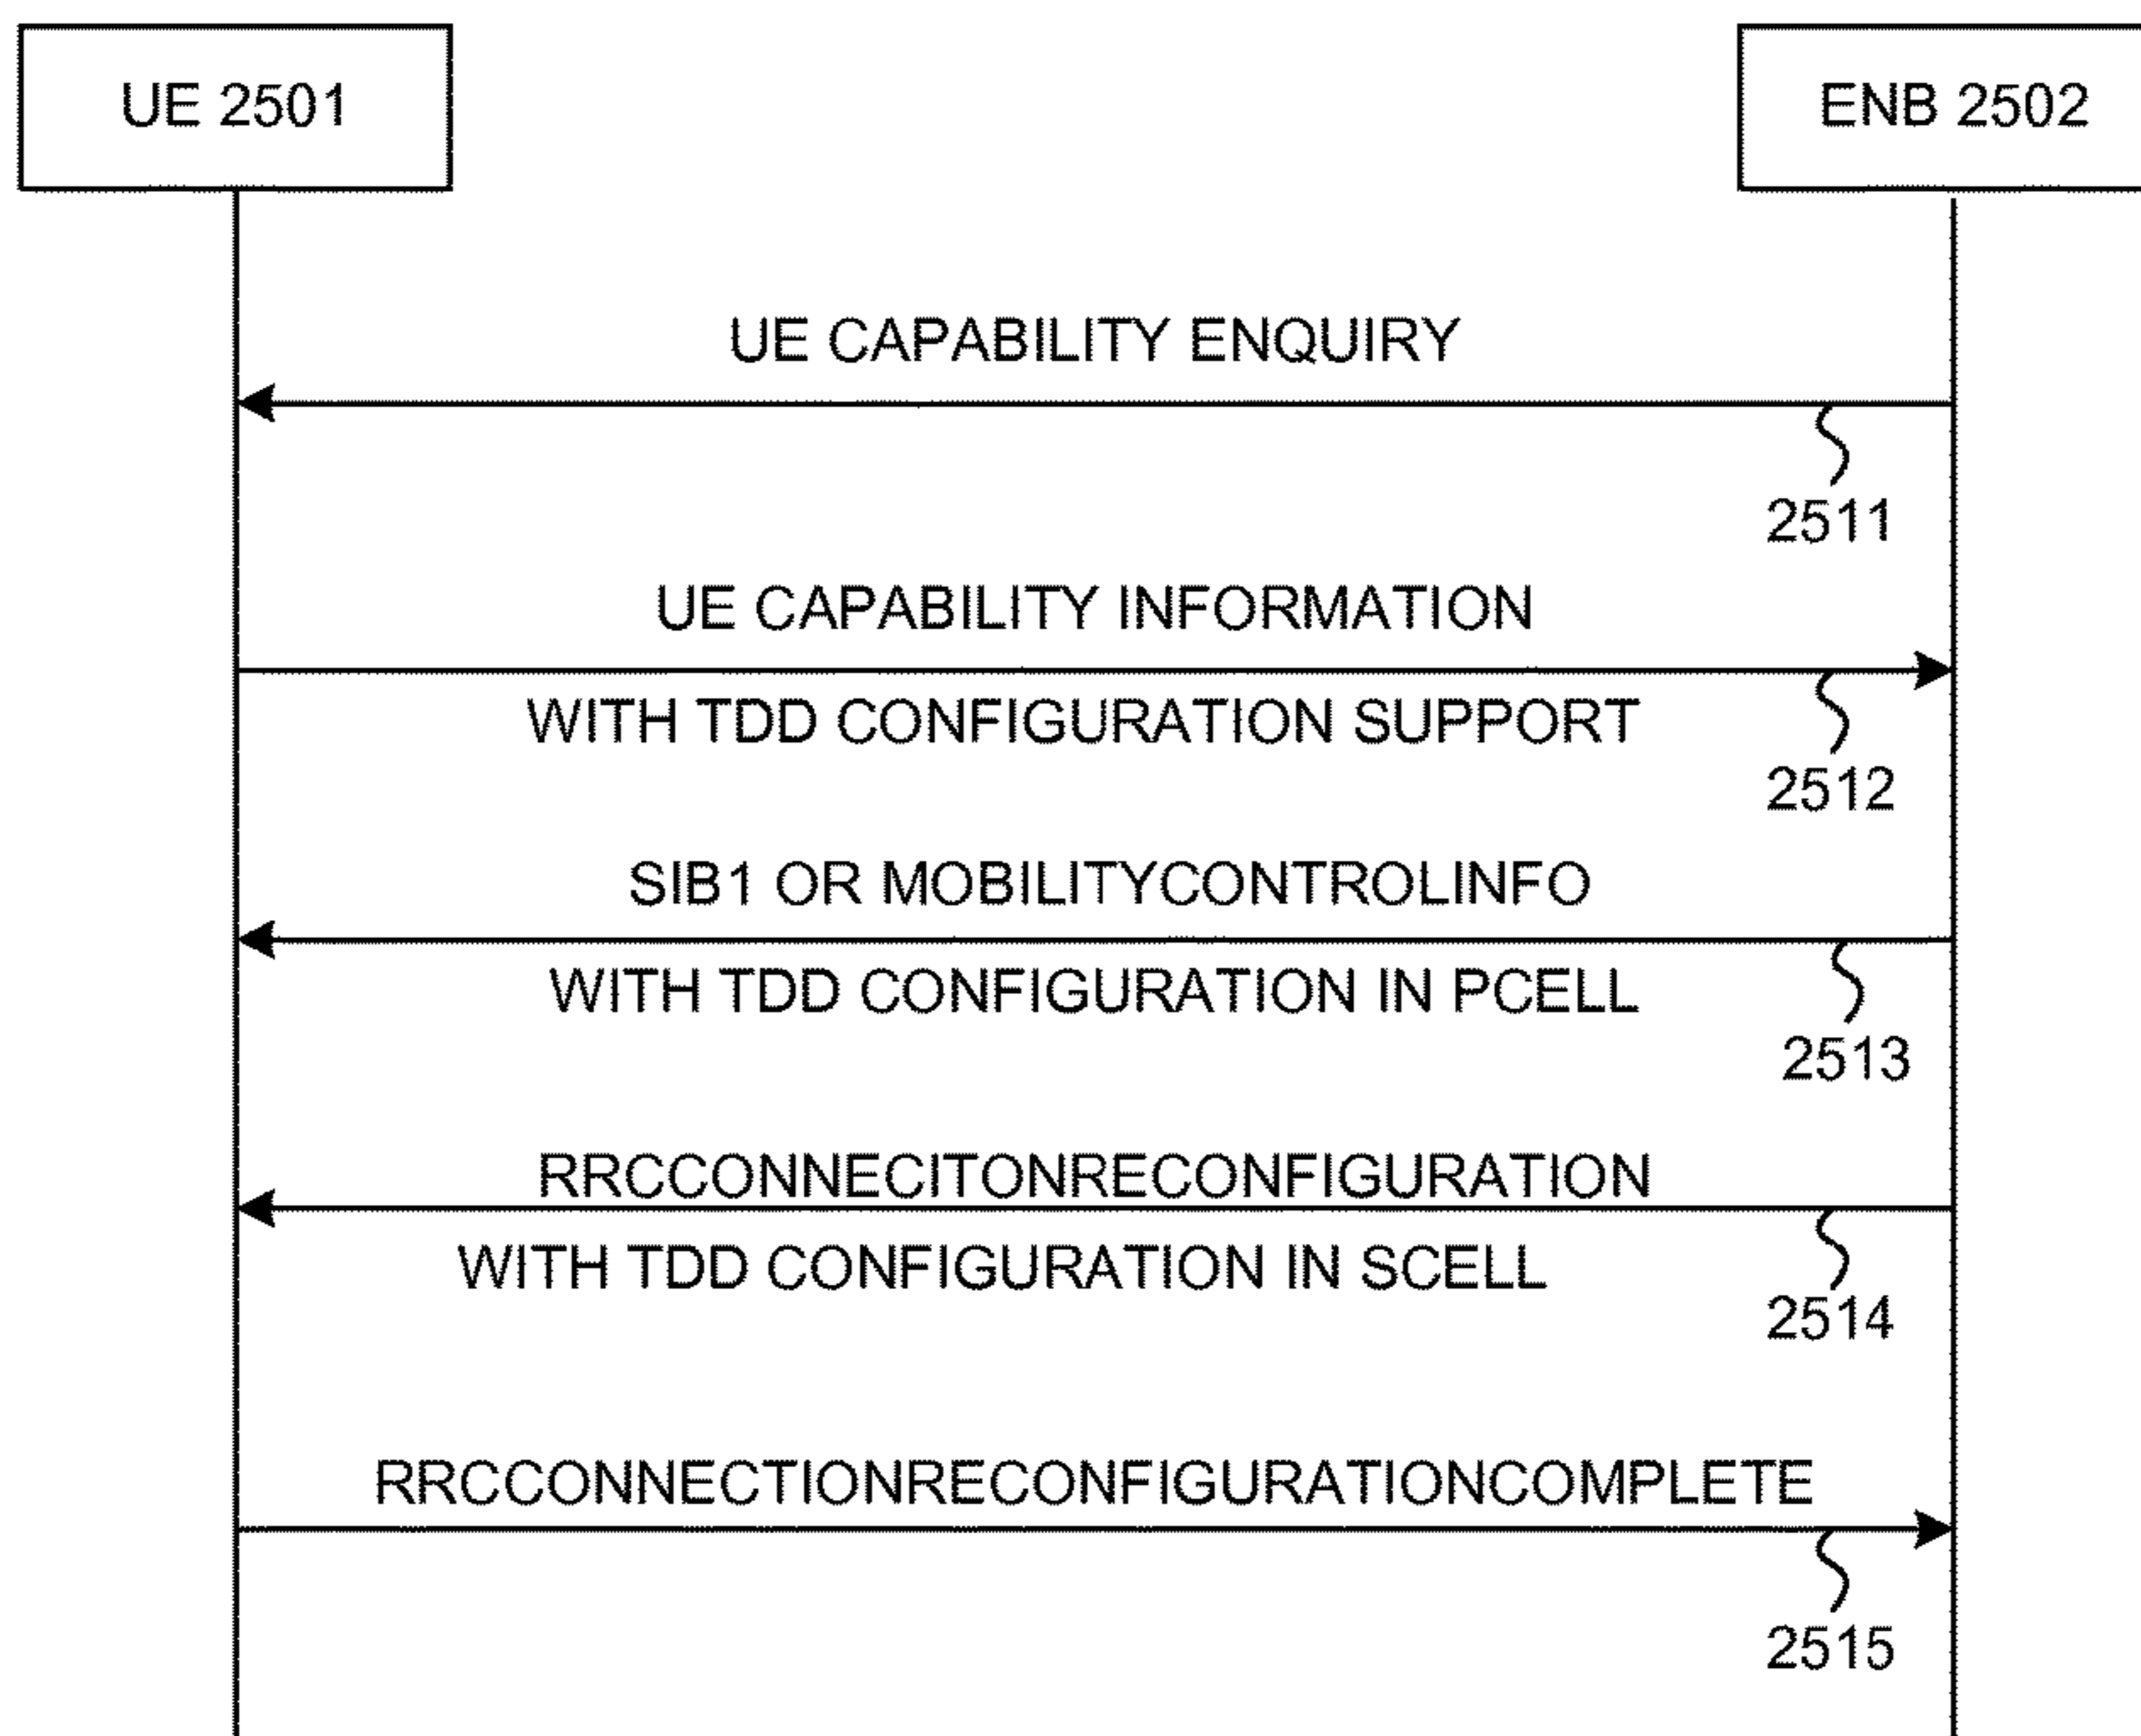 UE 2501
ENB 2502
UE CAPABILITY ENQUIRY
2511
UE CAPABILITY INFORMATION
WITH TDD CONFIGURATION SUPPORT
2512
SIB1 OR MOBILITYCONTROLINFO
WITH TDD CONFIGURATION IN PCELL
2513
RRCCONNECITONRECONFIGURATION
WITH TDD CONFIGURATION IN SCELL
2514
RRCCONNECTIONRECONFIGURATIONCOMPLETE
2515